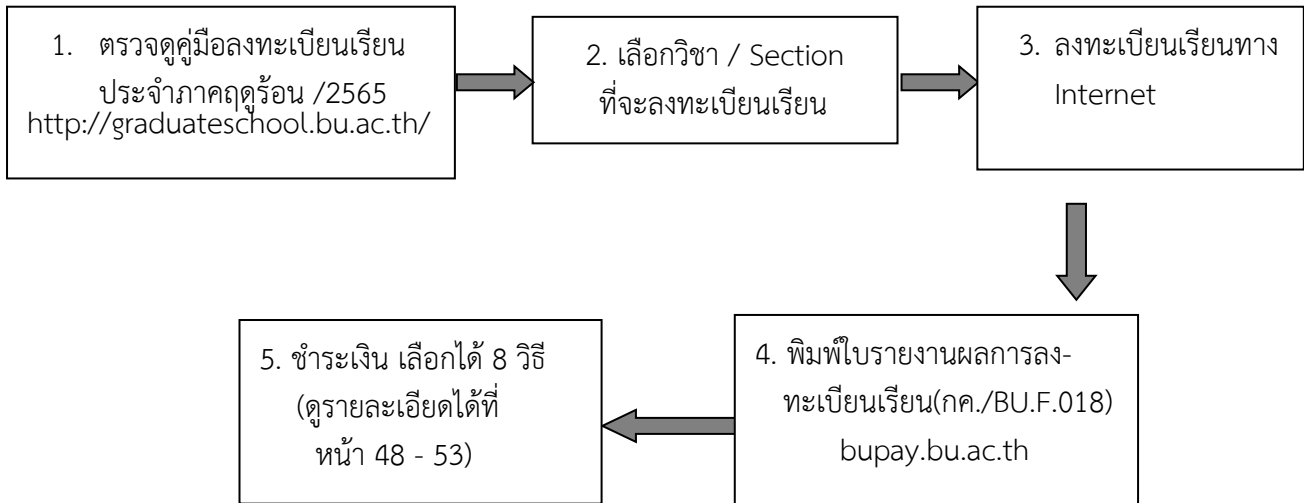 1. ตรวจดูคู่มือลงทะเบียนเรียน
ประจำภาคฤดูร้อน /2565
http://graduateschool.bu.ac.th/
2. เลือกวิชา / Section
ที่จะลงทะเบียนเรียน
3. ลงทะเบียนเรียนทาง
Internet
4. พิมพ์ใบรายงานผลการลง-
ทะเบียนเรียน(กค./BU.F.018)
bupay.bu.ac.th
5. ชำระเงิน เลือกได้ 8 วิธี
(ดูรายละเอียดได้ที่
หน้า 48 - 53)